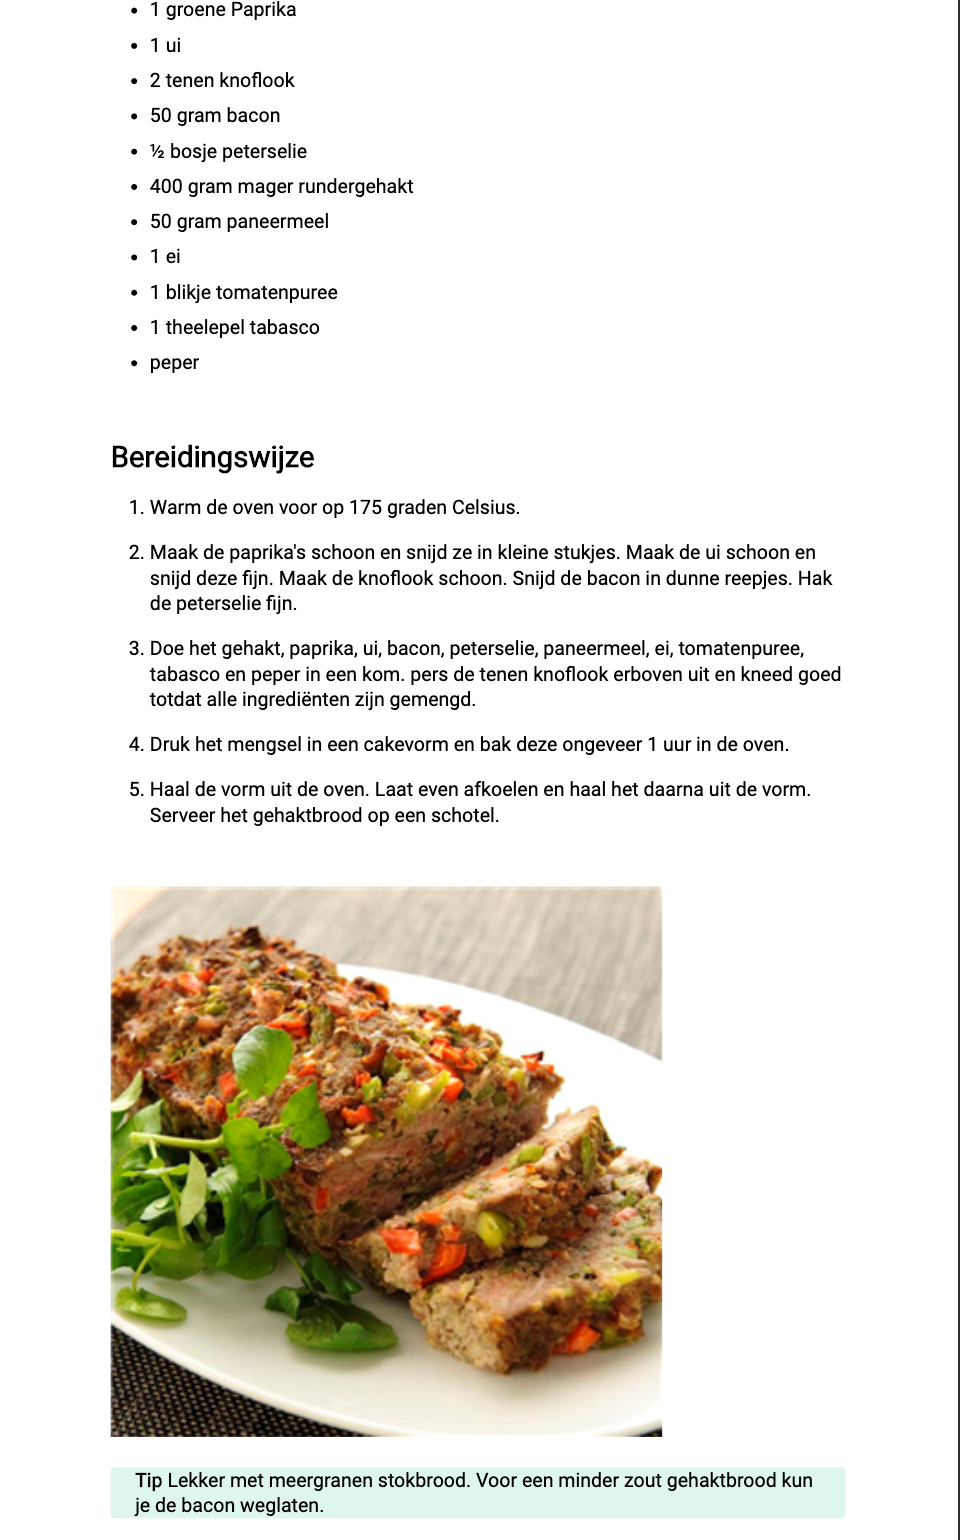 • 1 groene Paprika
• 1 ui
• 2 tenen knoflook
• 50 gram bacon
• ½ bosje peterselie
• 400 gram mager rundergehakt
• 50 gram paneermeel
• 1 ei
• 1 blikje tomatenpuree
• 1 theelepel tabasco
• peper
Bereidingswijze
1. Warm de oven voor op 175 graden Celsius.
2. Maak de paprika's schoon en snijd ze in kleine stukjes. Maak de ui schoon en
snijd deze fijn. Maak de knoflook schoon. Snijd de bacon in dunne reepjes. Hak
de peterselie fijn.
3. Doe het gehakt, paprika, ui, bacon, peterselie, paneermeel, ei, tomatenpuree,
tabasco en peper in een kom. pers de tenen knoflook erboven uit en kneed goed
totdat alle ingrediënten zijn gemengd.
4. Druk het mengsel in een cakevorm en bak deze ongeveer 1 uur in de oven.
5. Haal de vorm uit de oven. Laat even afkoelen en haal het daarna uit de vorm.
Serveer het gehaktbrood op een schotel.
Tip Lekker met meergranen stokbrood. Voor een minder zout gehaktbrood kun
je de bacon weglaten.